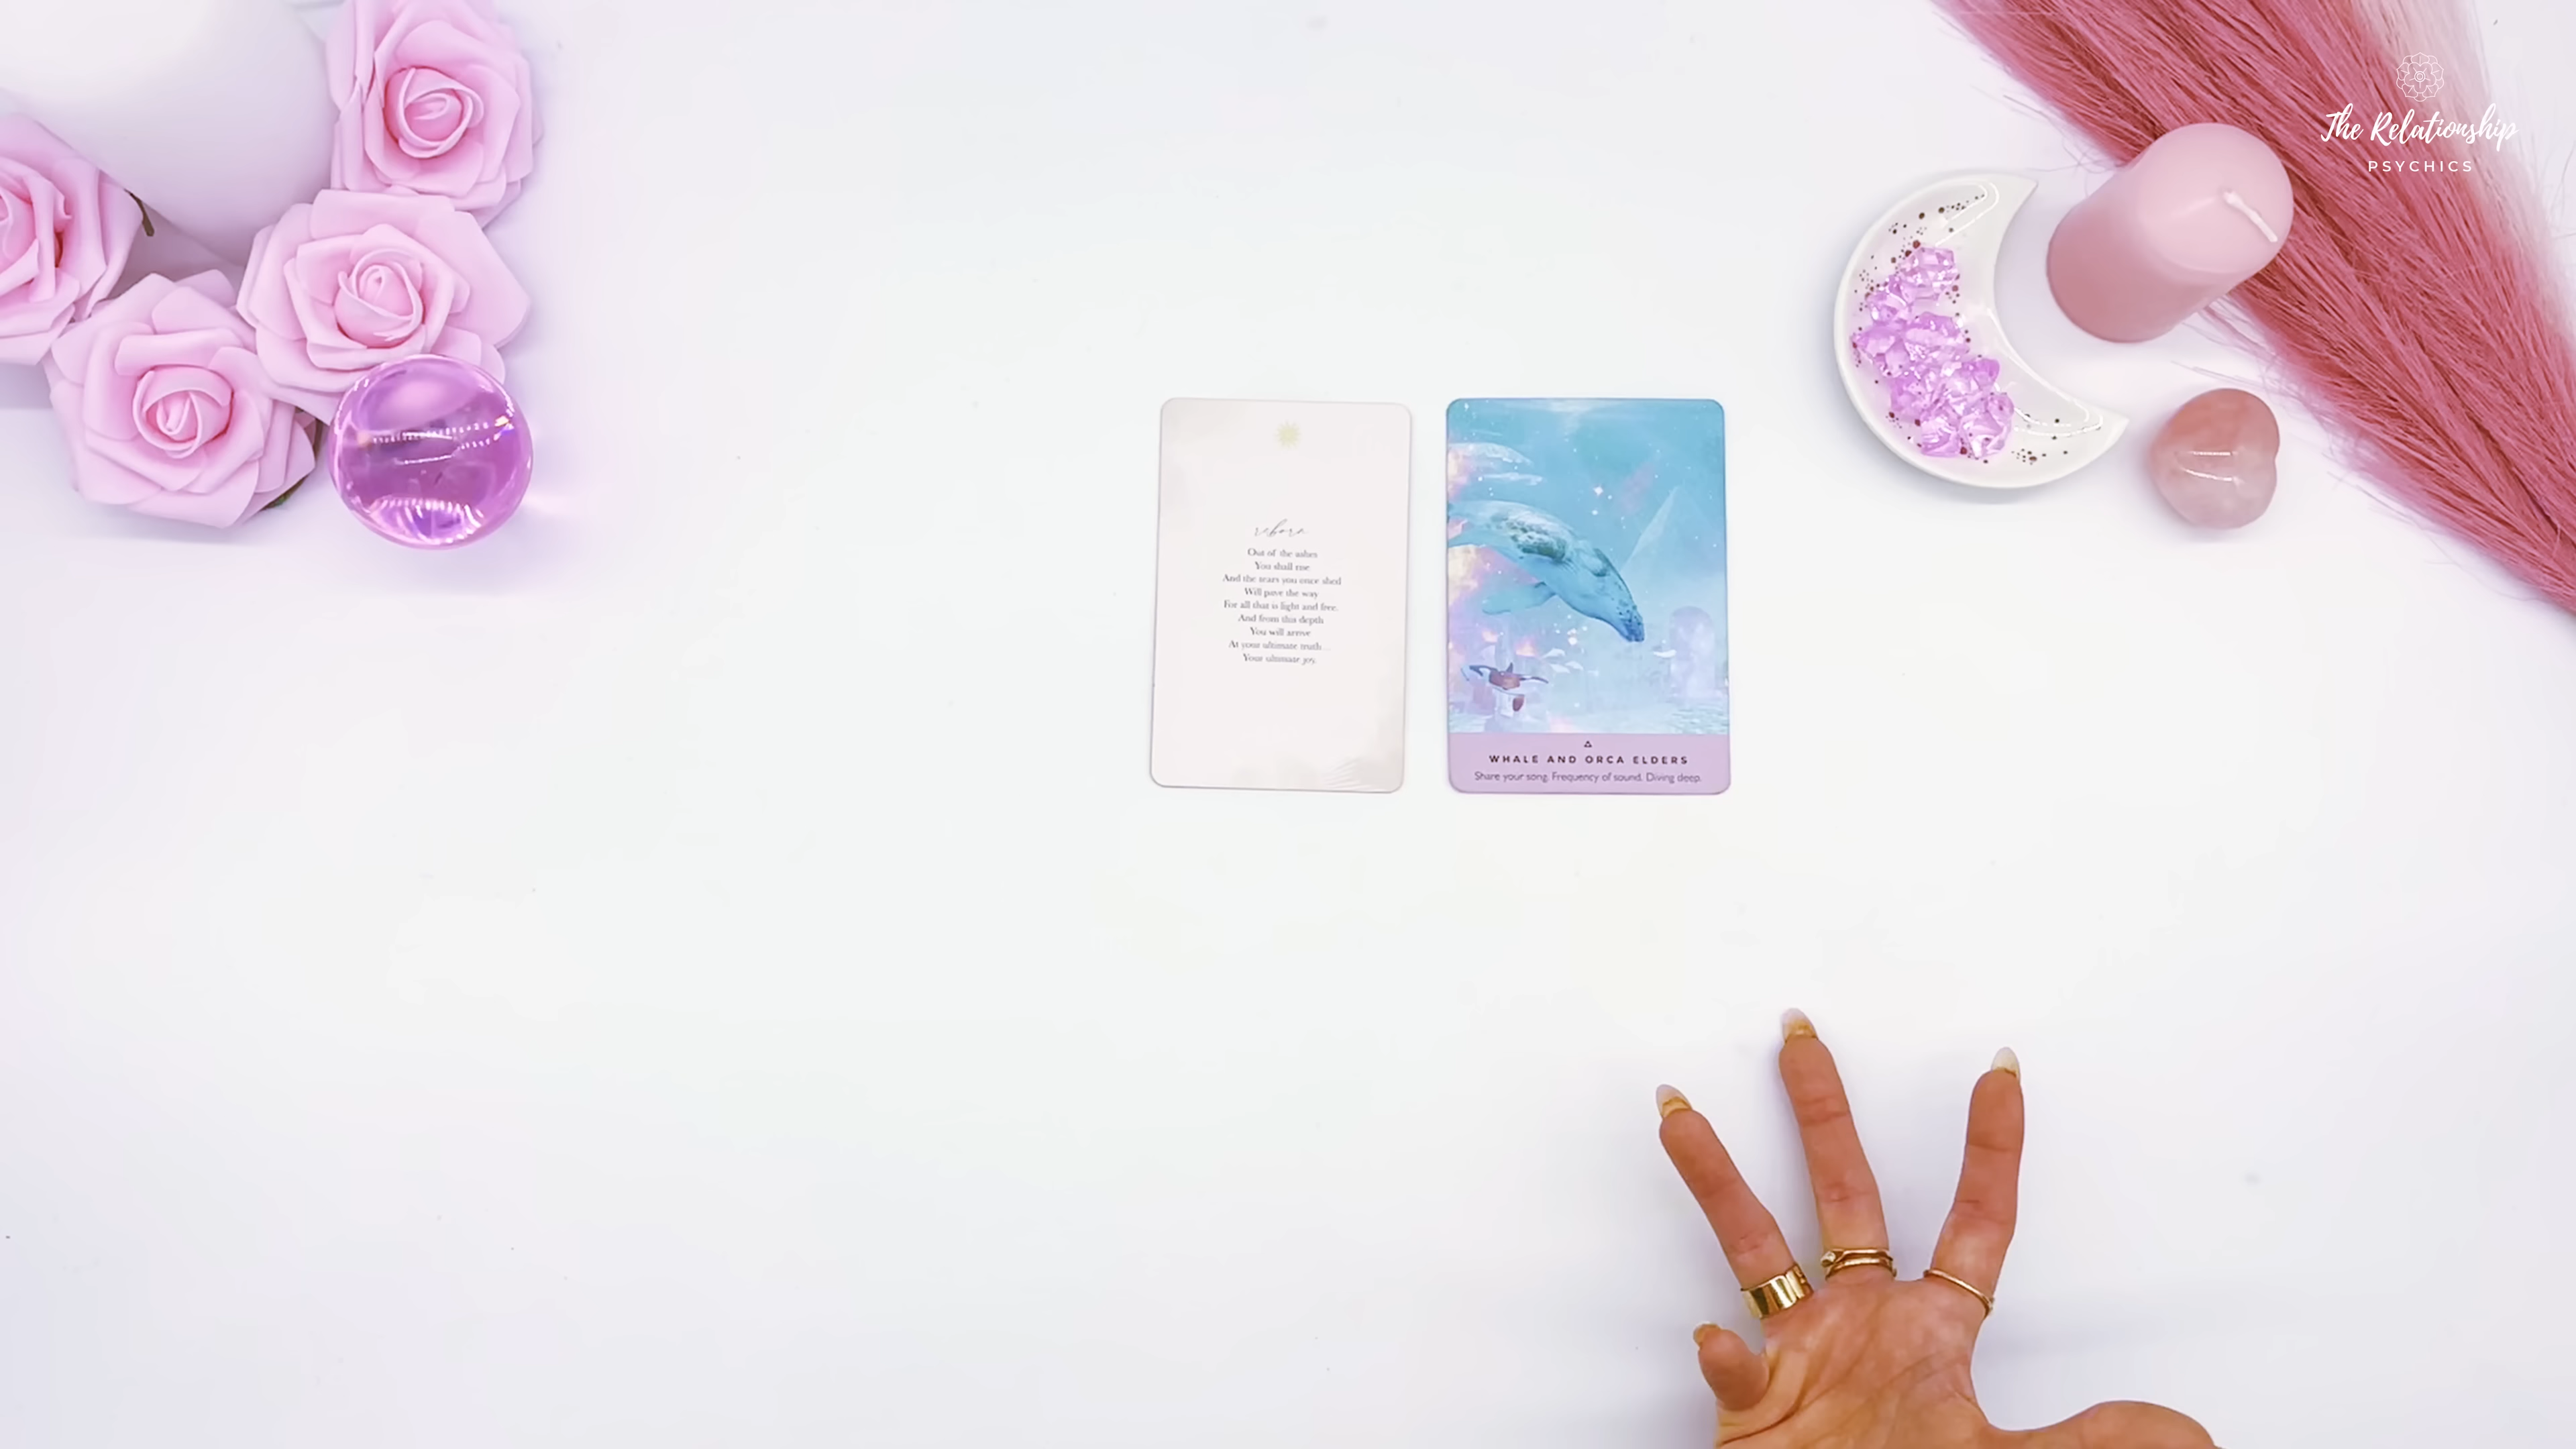 The Relationship
PSYCHICS
reborn
Out of the ashes
You shall rise
And the tears you once shed
Will pave the way
For all that is light and free.
And from this depth
You will arrive
At your ultimate truth...
Your ultimate joy.
WHALE AND ORCA ELDERS
Share your song. Frequency of sound. Diving deep.